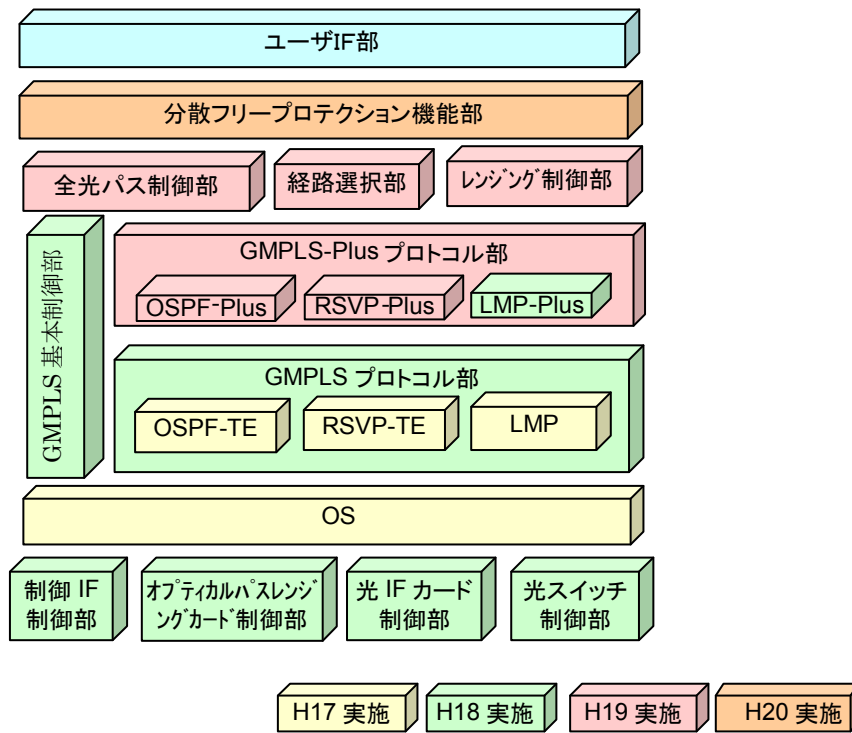 ユーザIF部
分散フリープロテクション機能部
全光パス制御部
経路選択部
ﾚﾝｼﾞﾝｸﾞ制御部
GMPLS 基本制御部
GMPLS-Plus プロトコル部
OSPF-Plus
RSVP-Plus
LMP-Plus
GMPLS プロトコル部
OSPF-TE
RSVP-TE
LMP
OS
制御 IF
制御部
ｵﾌﾟﾃｨｶﾙﾊﾟｽﾚﾝｼﾞ
ﾝｸﾞｶｰﾄﾞ制御部
光 IF カード
制御部
光スイッチ
制御部
H17 実施
H18 実施
H19 実施
H20 実施